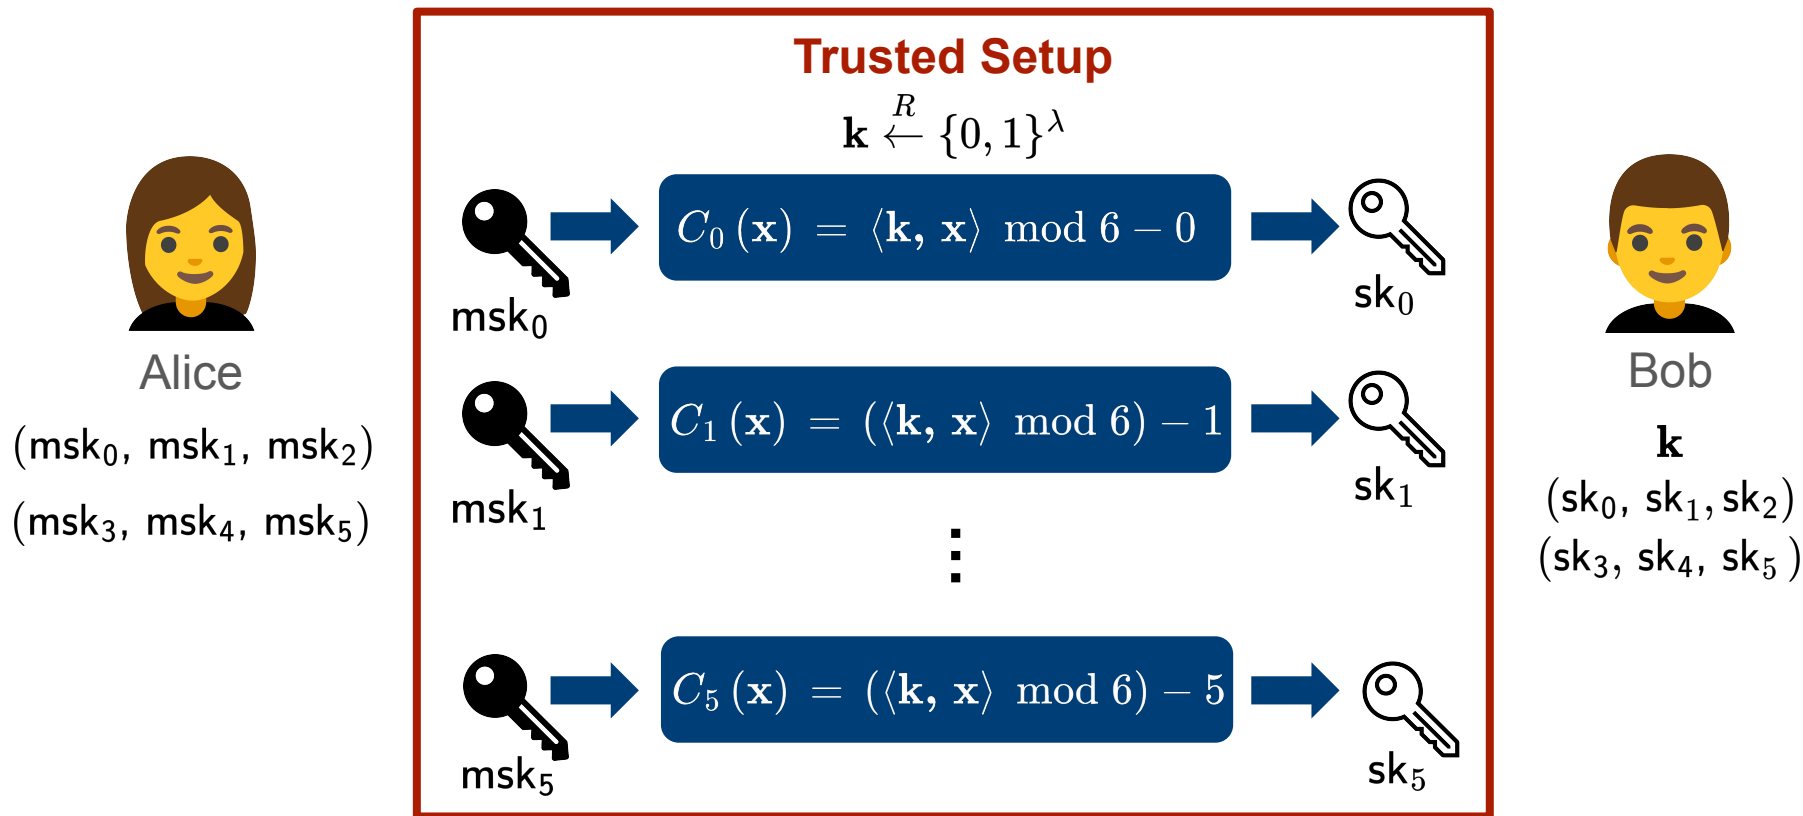 Trusted Setup
k ←R {0, 1}^λ
C₀ (x) = ⟨k, x⟩ mod 6 − 0
msk₀
sk₀
Alice
Bob
C₁ (x) = (⟨k, x⟩ mod 6) − 1
msk₁
sk₁
(msk₀, msk₁, msk₂)
(msk₃, msk₄, msk₅)
k
(sk₀, sk₁, sk₂)
(sk₃, sk₄, sk₅ )
⋮
C₅ (x) = (⟨k, x⟩ mod 6) − 5
msk₅
sk₅